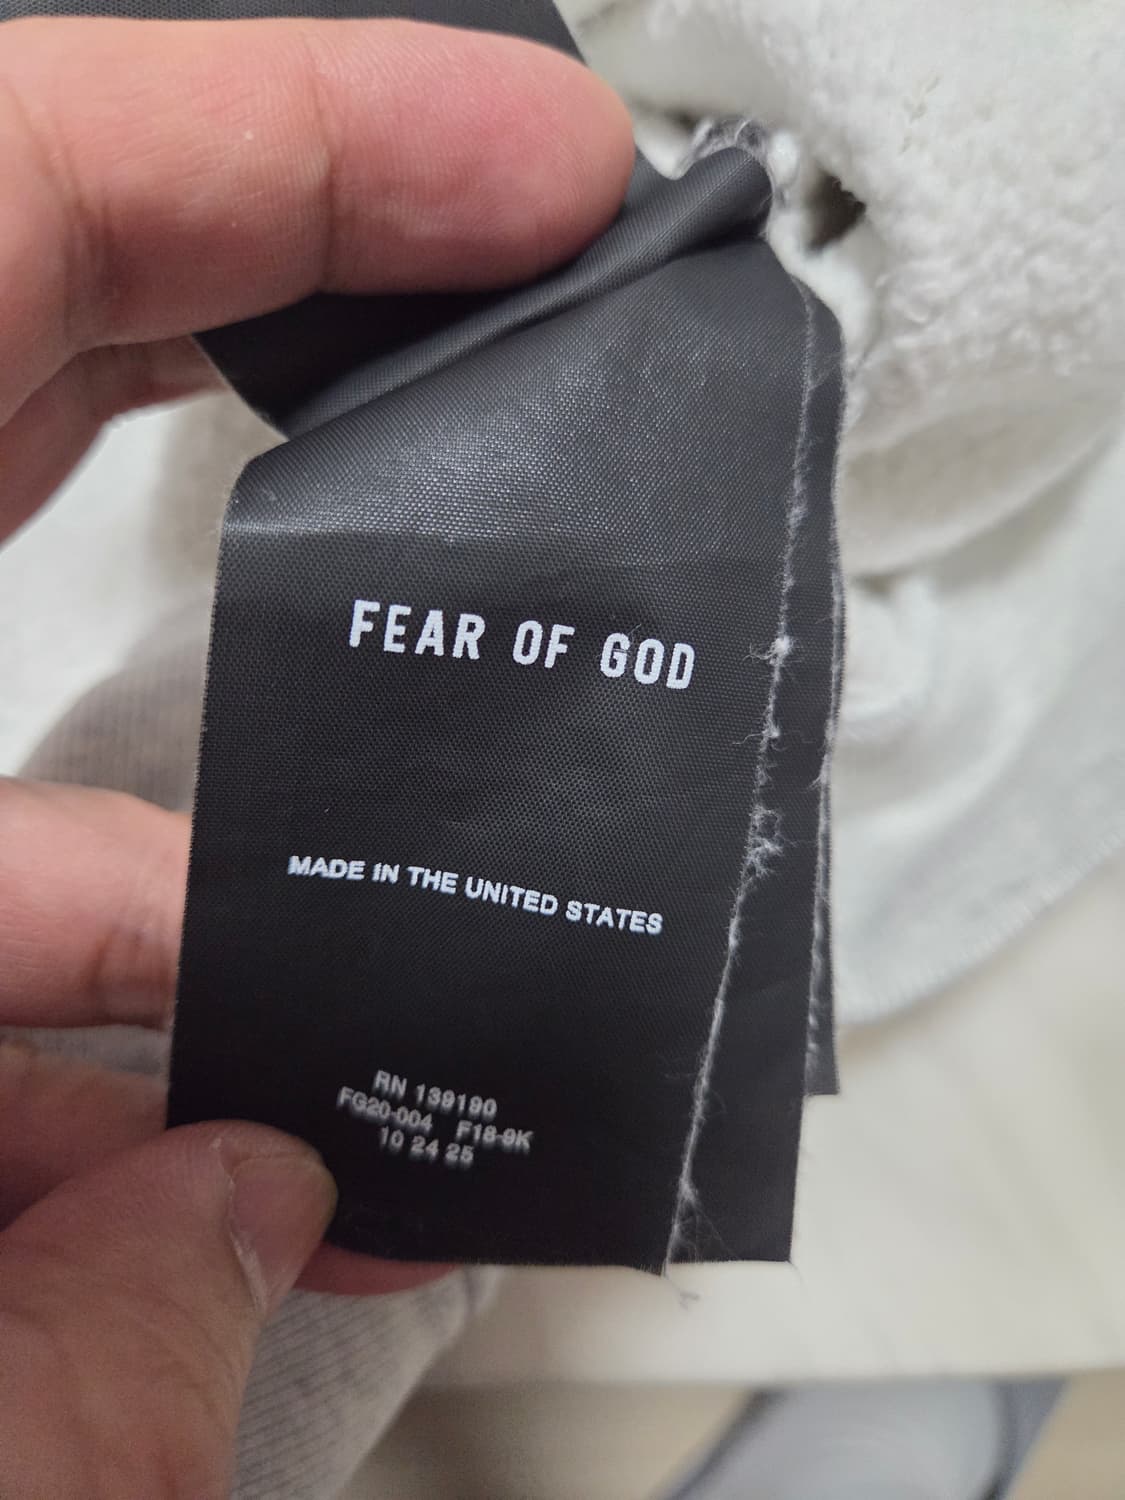 FEAR OF GOD
MADE IN THE UNITED STATES
RN 139190
FG20-004 F18-9K
10 24 25